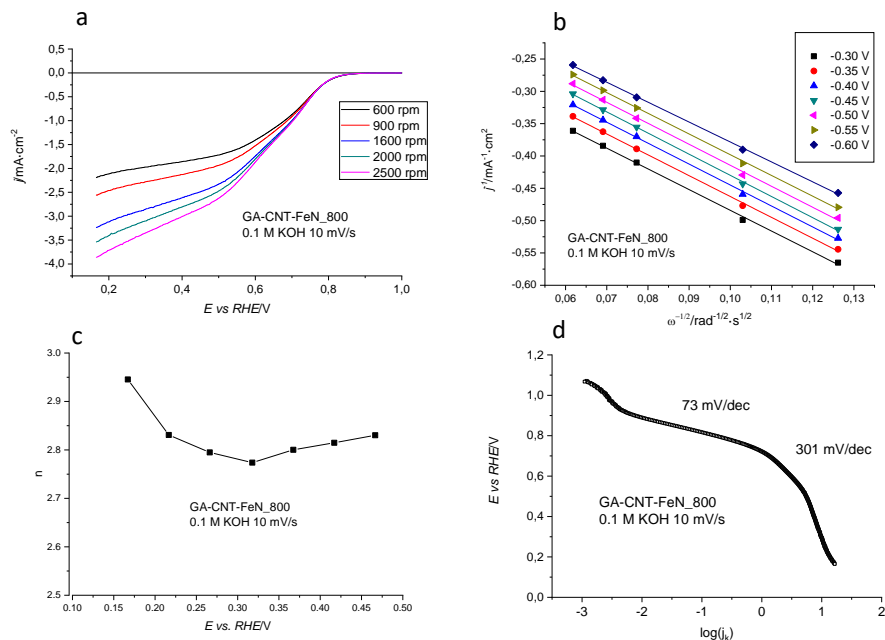 a
0,5
0,0
-0,5
-1,0
-1,5
-2,0
-2,5
-3,0
-3,5
-4,0
j/mA·cm⁻²
600 rpm
900 rpm
1600 rpm
2000 rpm
2500 rpm
GA-CNT-FeN_800
0.1 M KOH 10 mV/s
0,2 0,4 0,6 0,8 1,0
E vs RHE/V
b
-0,25
-0,30
-0,35
-0,40
-0,45
-0,50
-0,55
-0,60
j⁻¹/mA⁻¹·cm²
-0.30 V
-0.35 V
-0.40 V
-0.45 V
-0.50 V
-0.55 V
-0.60 V
GA-CNT-FeN_800
0.1 M KOH 10 mV/s
0,06 0,07 0,08 0,09 0,10 0,11 0,12 0,13
ω⁻¹/²/rad⁻¹/²·s¹/²
c
3.0
2.9
2.8
2.7
2.6
2.5
n
GA-CNT-FeN_800
0.1 M KOH 10 mV/s
0.10 0.15 0.20 0.25 0.30 0.35 0.40 0.45 0.50
E vs. RHE/V
d
1,2
1,0
0,8
0,6
0,4
0,2
0,0
E vs RHE/V
73 mV/dec
301 mV/dec
GA-CNT-FeN_800
0.1 M KOH 10 mV/s
-3 -2 -1 0 1 2
log(jₖ)